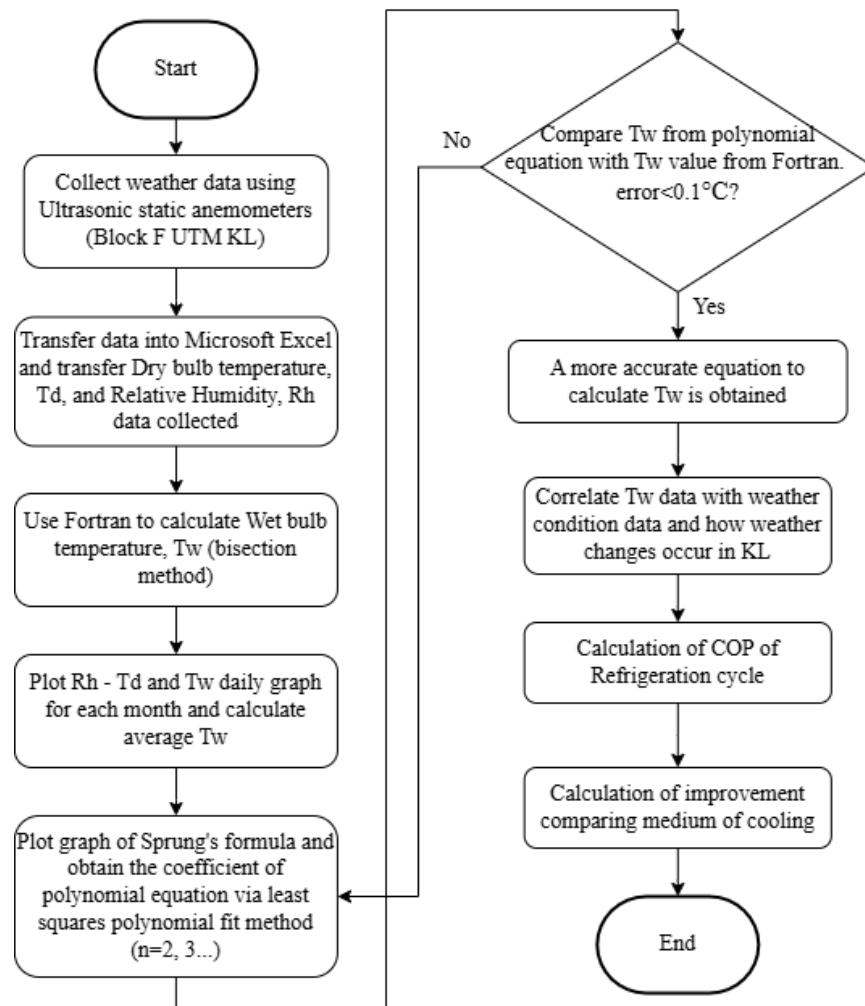 Start
Collect weather data using
Ultrasonic static anemometers
(Block F UTM KL)
Transfer data into Microsoft Excel
and transfer Dry bulb temperature,
Td, and Relative Humidity, Rh
data collected
Use Fortran to calculate Wet bulb
temperature, Tw (bisection
method)
Plot Rh - Td and Tw daily graph
for each month and calculate
average Tw
Plot graph of Sprung's formula and
obtain the coefficient of
polynomial equation via least
squares polynomial fit method
(n=2, 3...)
Compare Tw from polynomial
equation with Tw value from Fortran.
error<0.1°C?
No
Yes
A more accurate equation to
calculate Tw is obtained
Correlate Tw data with weather
condition data and how weather
changes occur in KL
Calculation of COP of
Refrigeration cycle
Calculation of improvement
comparing medium of cooling
End